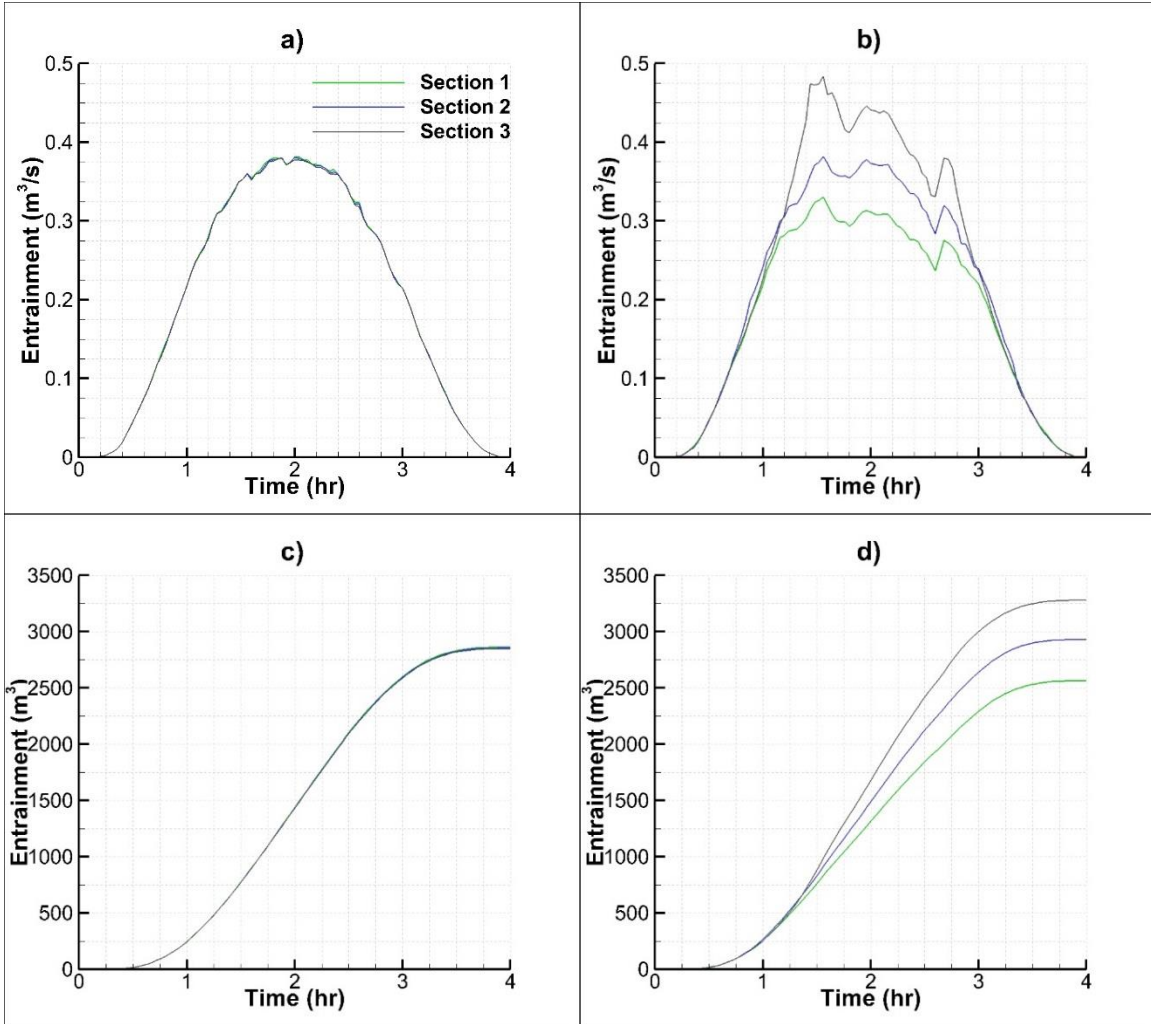 a)
0.5
0.4
0.3
0.2
0.1
0
Entrainment (m³/s)
Section 1
Section 2
Section 3
0 1 2 3 4
Time (hr)
b)
0.5
0.4
0.3
0.2
0.1
0
Entrainment (m³/s)
0 1 2 3 4
Time (hr)
c)
3500
3000
2500
2000
1500
1000
500
0
Entrainment (m³)
0 1 2 3 4
Time (hr)
d)
3500
3000
2500
2000
1500
1000
500
0
Entrainment (m³)
0 1 2 3 4
Time (hr)